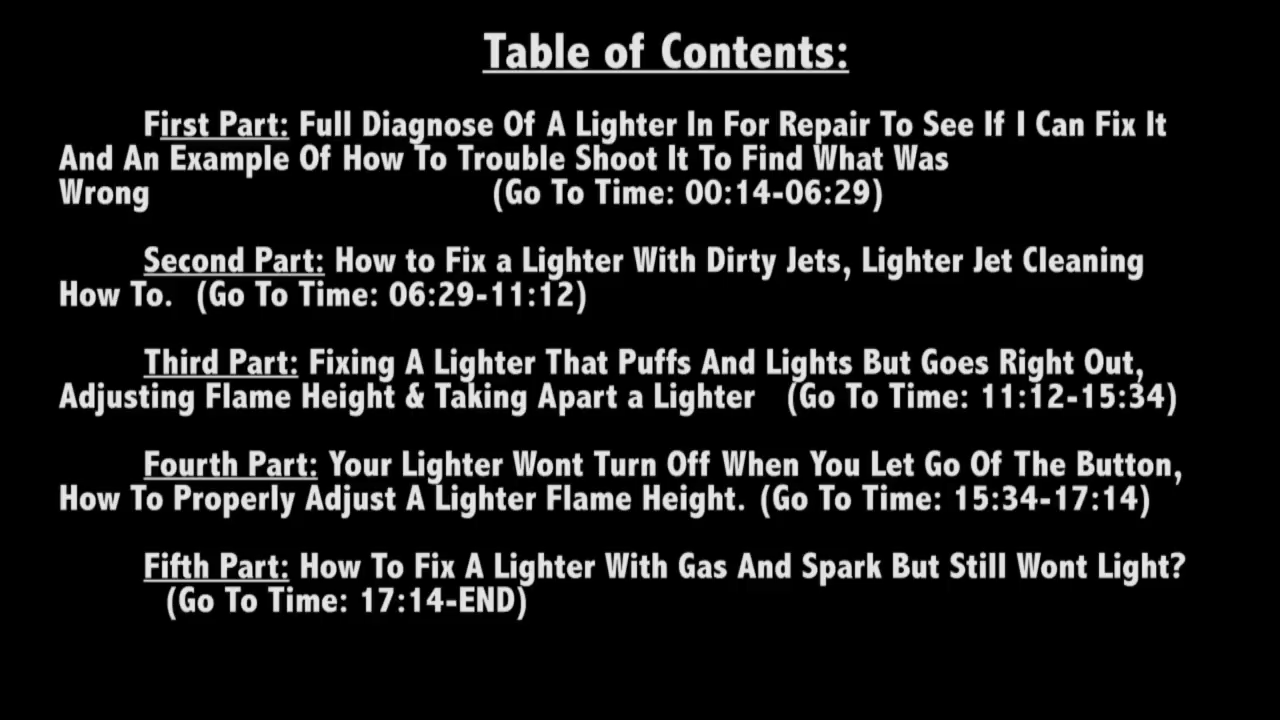 Table of Contents:
First Part: Full Diagnose Of A Lighter In For Repair To See If I Can Fix It
And An Example Of How To Trouble Shoot It To Find What Was
Wrong (Go To Time: 00:14-06:29)
Second Part: How to Fix a Lighter With Dirty Jets, Lighter Jet Cleaning
How To. (Go To Time: 06:29-11:12)
Third Part: Fixing A Lighter That Puffs And Lights But Goes Right Out,
Adjusting Flame Height & Taking Apart a Lighter (Go To Time: 11:12-15:34)
Fourth Part: Your Lighter Wont Turn Off When You Let Go Of The Button,
How To Properly Adjust A Lighter Flame Height. (Go To Time: 15:34-17:14)
Fifth Part: How To Fix A Lighter With Gas And Spark But Still Wont Light?
(Go To Time: 17:14-END)